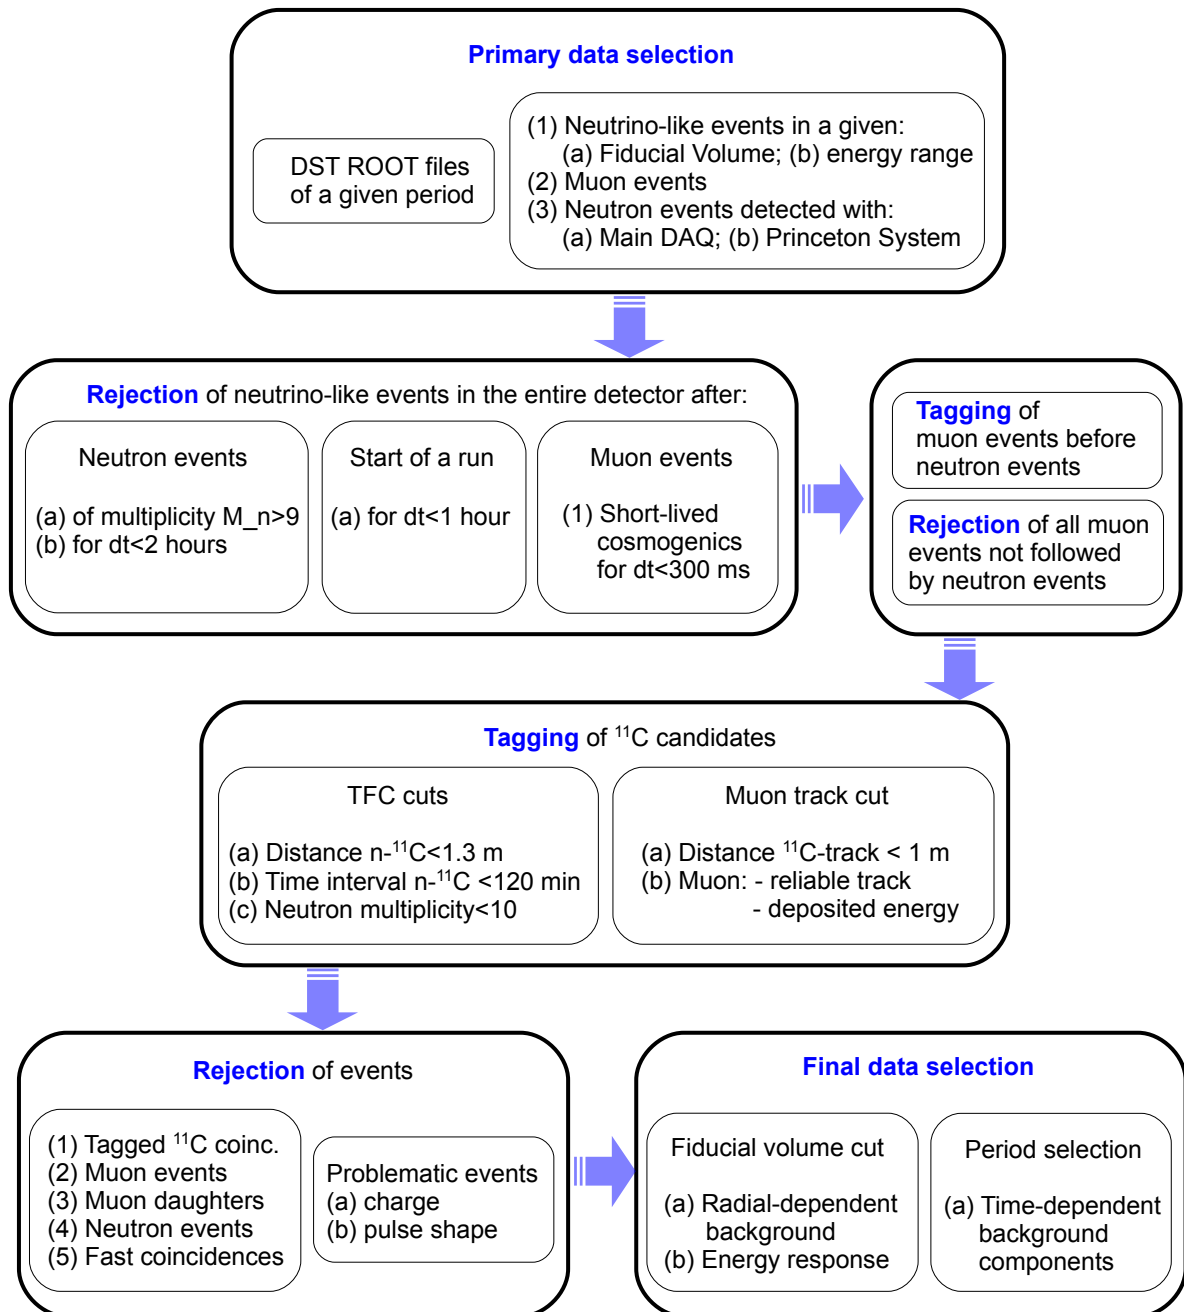 Primary data selection
DST ROOT files
of a given period
(1) Neutrino-like events in a given:
(a) Fiducial Volume; (b) energy range
(2) Muon events
(3) Neutron events detected with:
(a) Main DAQ; (b) Princeton System
Rejection of neutrino-like events in the entire detector after:
Neutron events
(a) of multiplicity M_n>9
(b) for dt<2 hours
Start of a run
(a) for dt<1 hour
Muon events
(1) Short-lived
cosmogenics
for dt<300 ms
Tagging of
muon events before
neutron events
Rejection of all muon
events not followed
by neutron events
Tagging of ¹¹C candidates
TFC cuts
(a) Distance n-¹¹C<1.3 m
(b) Time interval n-¹¹C <120 min
(c) Neutron multiplicity<10
Muon track cut
(a) Distance ¹¹C-track < 1 m
(b) Muon: - reliable track
- deposited energy
Rejection of events
(1) Tagged ¹¹C coinc.
(2) Muon events
(3) Muon daughters
(4) Neutron events
(5) Fast coincidences
Problematic events
(a) charge
(b) pulse shape
Final data selection
Fiducial volume cut
(a) Radial-dependent
background
(b) Energy response
Period selection
(a) Time-dependent
background
components